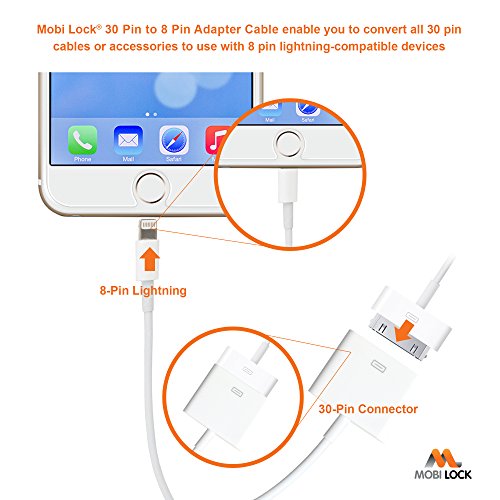 Mobi Lock® 30 Pin to 8 Pin Adapter Cable enable you to convert all 30 pin
cables or accessories to use with 8 pin lightning-compatible devices
Phone
Mail
Safari
Mail
Safari
8-Pin Lightning
30-Pin Connector
MOBI LOCK